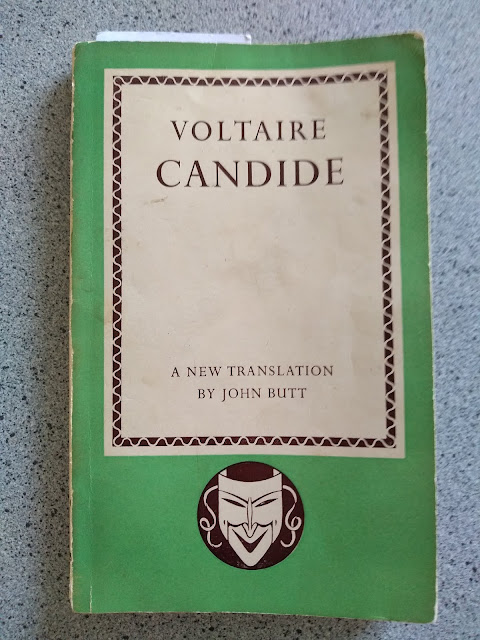 VOLTAIRE
CANDIDE
A NEW TRANSLATION
BY JOHN BUTT